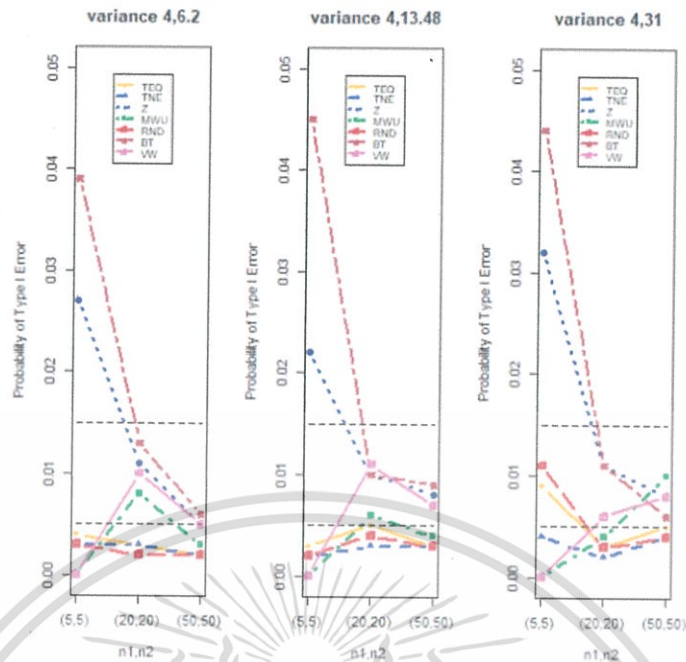 variance 4,6.2
Probability of Type I Error
0.05
0.04
0.03
0.02
0.01
0.00
TEQ
TNE
Z
MWU
RND
BT
VW
(5,5)
(20,20)
(50,50)
n1,n2
variance 4,13.48
Probability of Type I Error
0.05
0.04
0.03
0.02
0.01
0.00
TEQ
TNE
Z
MWU
RND
BT
VW
(5,5)
(20,20)
(50,50)
n1,n2
variance 4,31
Probability of Type I Error
0.05
0.04
0.03
0.02
0.01
0.00
TEQ
TNE
Z
MWU
RND
BT
VW
(5,5)
(20,20)
(50,50)
n1,n2